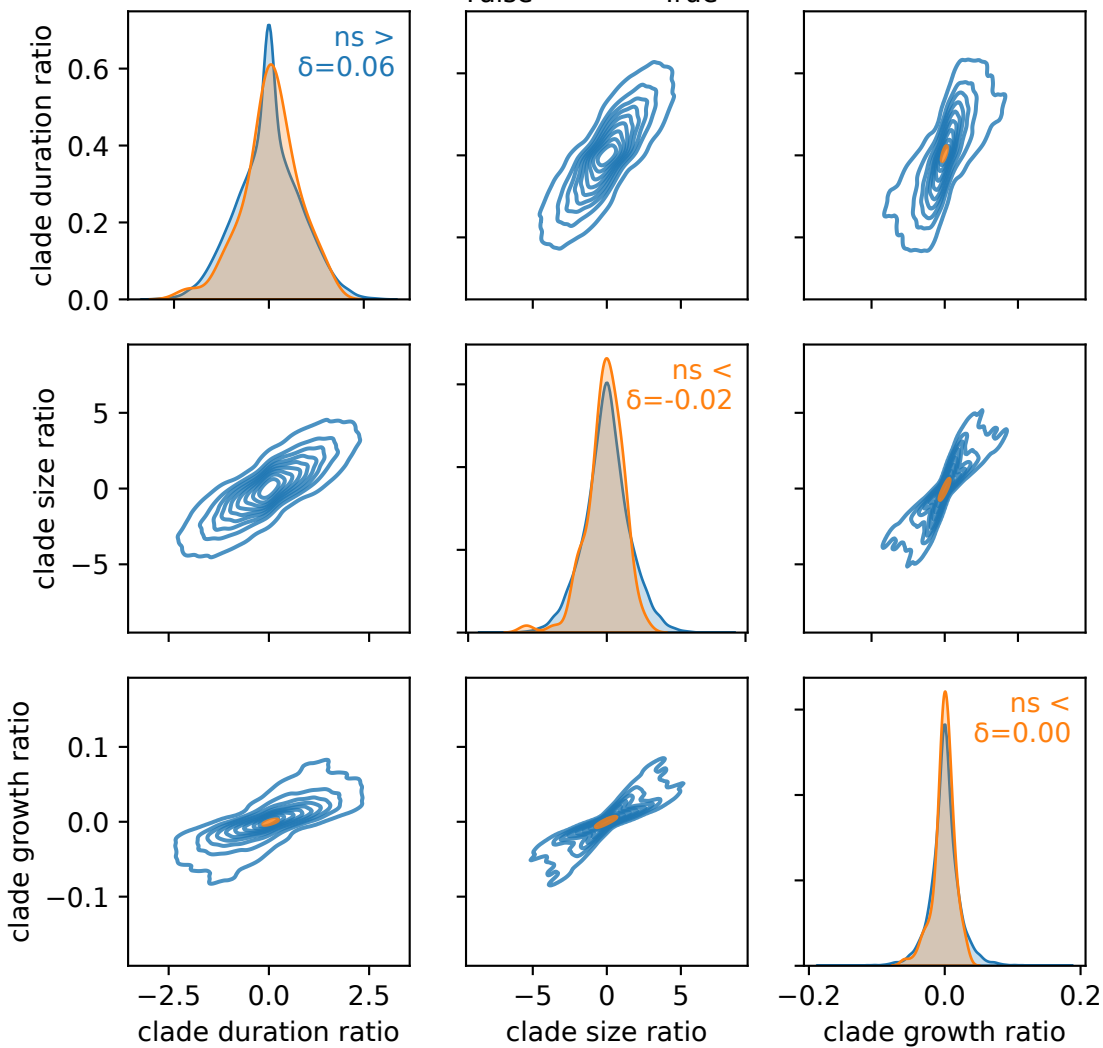 True
clade duration ratio
0.6
0.4
0.2
0.0
ns >
δ=0.06
clade size ratio
5
0
−5
ns <
δ=-0.02
clade growth ratio
0.1
0.0
−0.1
ns <
δ=0.00
−2.5 0.0 2.5
clade duration ratio
−5 0 5
clade size ratio
−0.2 0.0 0.2
clade growth ratio